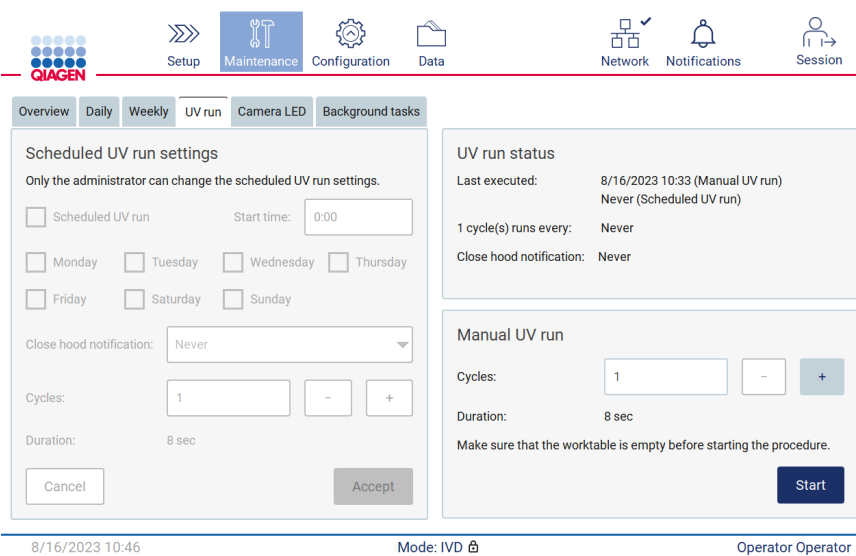 QIAGEN
Setup
Maintenance
Configuration
Data
Network
Notifications
Session
Overview
Daily
Weekly
UV run
Camera LED
Background tasks
Scheduled UV run settings
Only the administrator can change the scheduled UV run settings.
Scheduled UV run
Start time:
0:00
Monday
Tuesday
Wednesday
Thursday
Friday
Saturday
Sunday
Close hood notification:
Never
Cycles:
1
-
+
Duration:
8 sec
Cancel
Accept
UV run status
Last executed:
8/16/2023 10:33 (Manual UV run)
Never (Scheduled UV run)
1 cycle(s) runs every:
Never
Close hood notification:
Never
Manual UV run
Cycles:
1
-
+
Duration:
8 sec
Make sure that the worktable is empty before starting the procedure.
Start
8/16/2023 10:46
Mode: IVD
Operator Operator